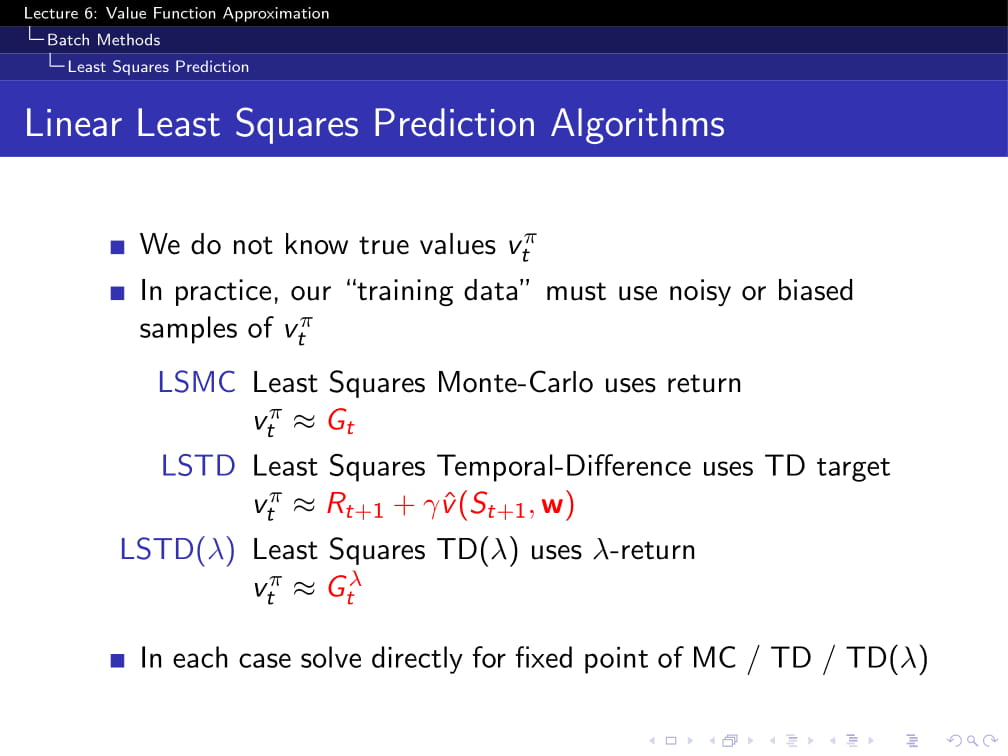 Lecture 6: Value Function Approximation
Batch Methods
Least Squares Prediction
Linear Least Squares Prediction Algorithms
We do not know true values $v_t^\pi$
In practice, our “training data” must use noisy or biased
samples of $v_t^\pi$
LSMC Least Squares Monte-Carlo uses return
$v_t^\pi \approx G_t$
LSTD Least Squares Temporal-Difference uses TD target
$v_t^\pi \approx R_{t+1} + \gamma \hat{v}(S_{t+1}, \mathbf{w})$
LSTD(λ) Least Squares TD(λ) uses λ-return
$v_t^\pi \approx G_t^\lambda$
In each case solve directly for fixed point of MC / TD / TD(λ)